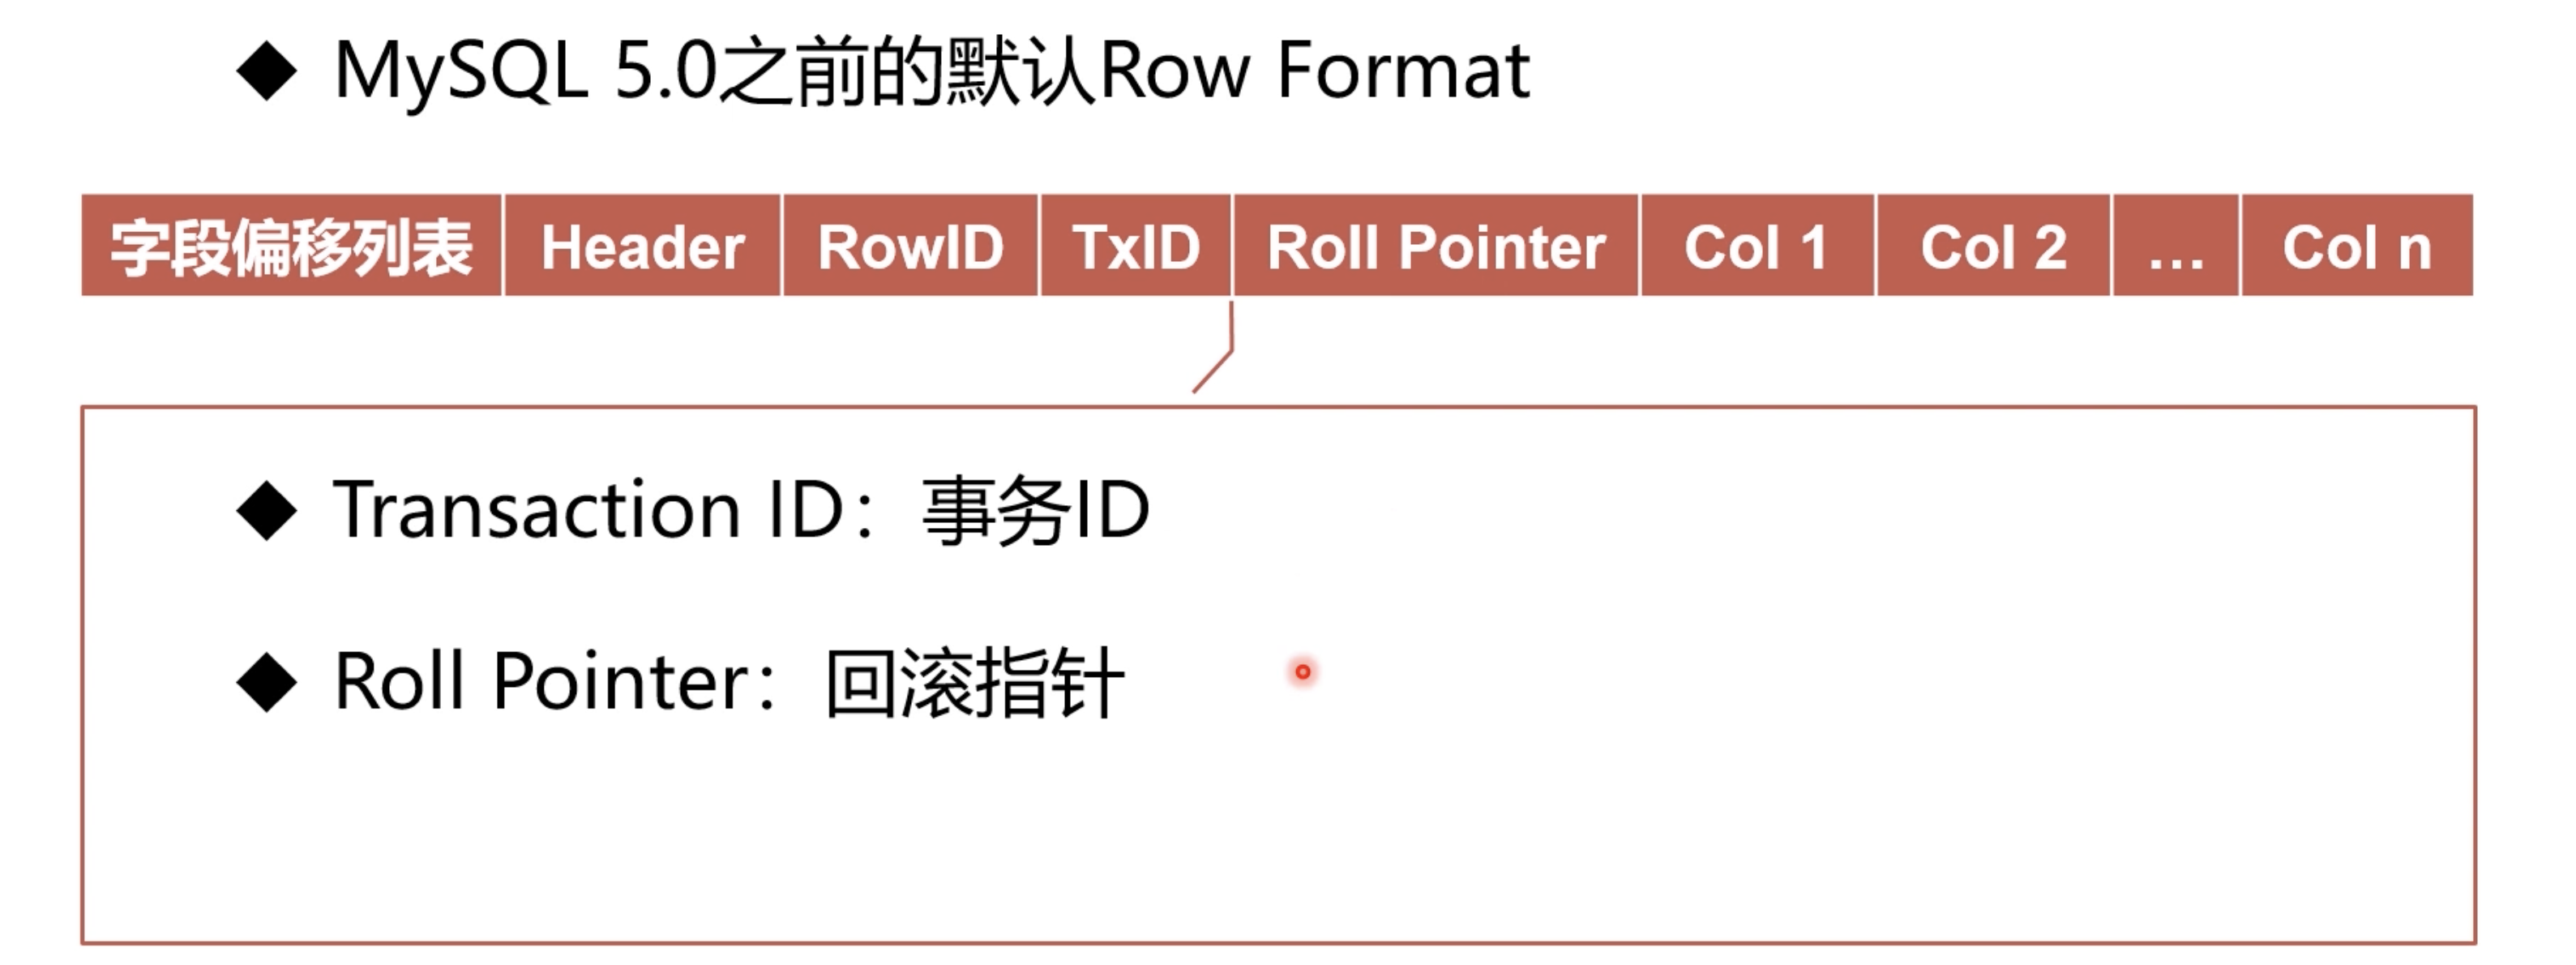 ◆ MySQL 5.0之前的默认Row Format
字段偏移列表 Header RowID TxID Roll Pointer Col 1 Col 2 ... Col n
◆ Transaction ID：事务ID
◆ Roll Pointer：回滚指针